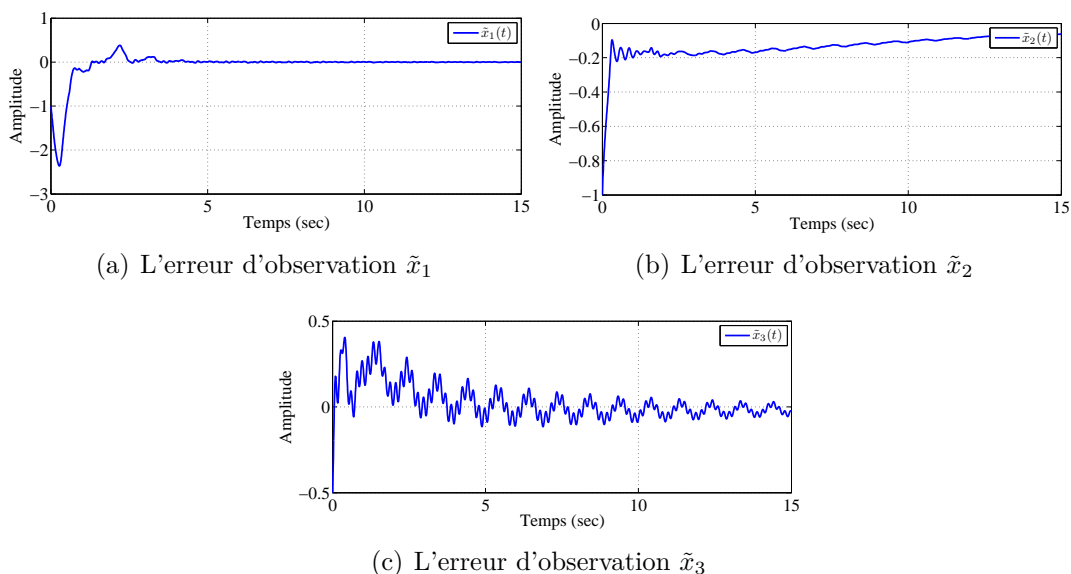 1
0
−1
−2
−3
Amplitude
x̃₁(t)
0 5 10 15
Temps (sec)
(a) L'erreur d'observation x̃₁
0
−0.2
−0.4
−0.6
−0.8
−1
Amplitude
x̃₂(t)
0 5 10 15
Temps (sec)
(b) L'erreur d'observation x̃₂
0.5
0
−0.5
Amplitude
x̃₃(t)
0 5 10 15
Temps (sec)
(c) L'erreur d'observation x̃₃